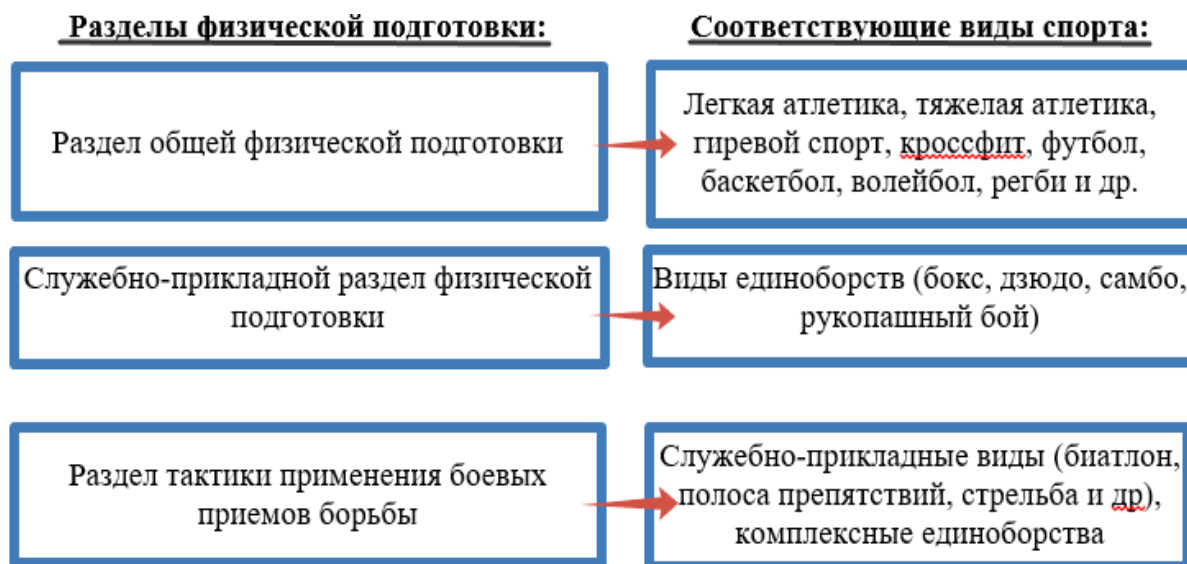 Разделы физической подготовки:
Соответствующие виды спорта:
Раздел общей физической подготовки
Легкая атлетика, тяжелая атлетика,
гиревой спорт, кроссфит, футбол,
баскетбол, волейбол, регби и др.
Служебно-прикладной раздел физической
подготовки
Виды единоборств (бокс, дзюдо, самбо,
рукопашный бой)
Раздел тактики применения боевых
приемов борьбы
Служебно-прикладные виды (биатлон,
полоса препятствий, стрельба и др),
комплексные единоборства